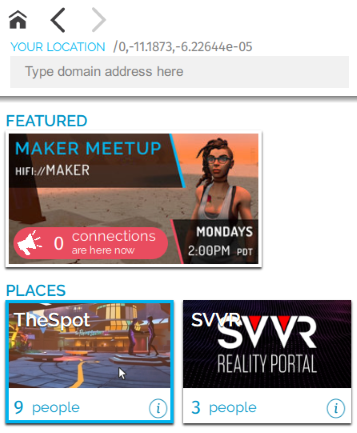 YOUR LOCATION /0,-11.1873,-6.22644e-05
Type domain address here
FEATURED
MAKER MEETUP
HIFI://MAKER
0 connections
are here now
MONDAYS
2:00PM PDT
PLACES
TheSpot
9 people
SVVR
SVVR
REALITY PORTAL
3 people